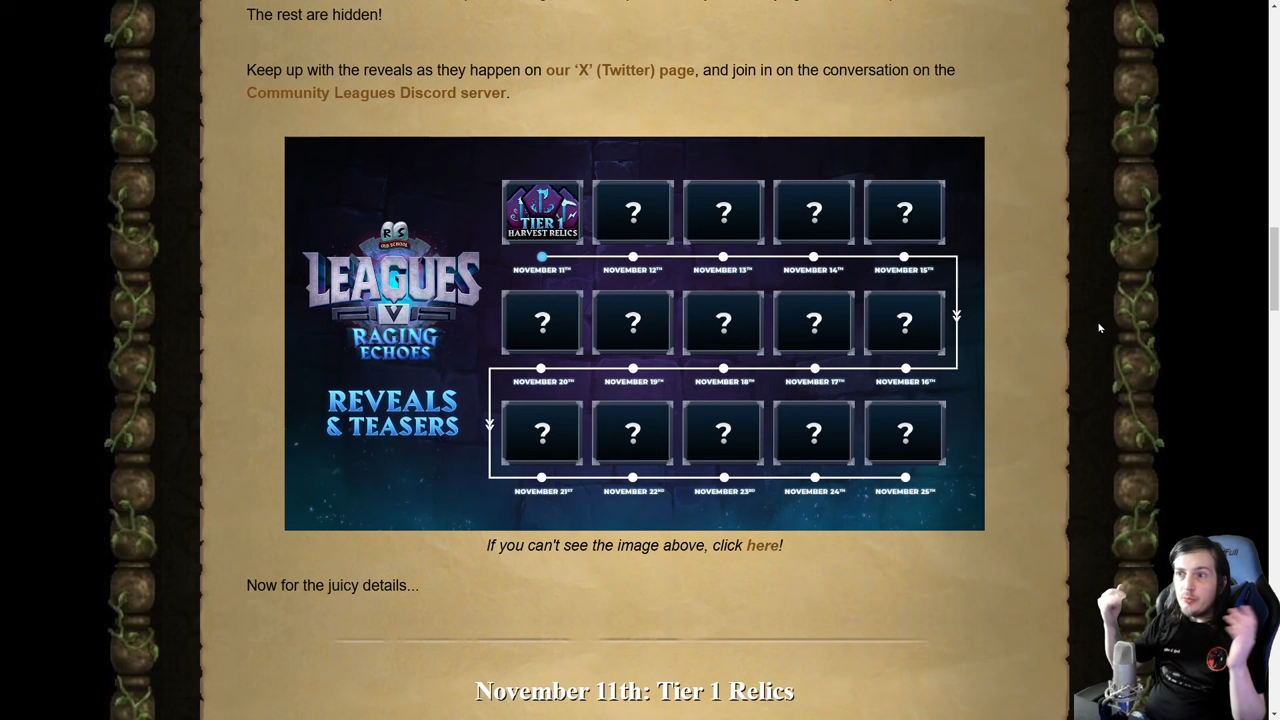 The rest are hidden!
Keep up with the reveals as they happen on our ‘X’ (Twitter) page, and join in on the conversation on the
Community Leagues Discord server.
RS
OLD SCHOOL
LEAGUES
V
RAGING
ECHOES
REVEALS
& TEASERS
TIER 1
HARVEST RELICS
? ? ? ?
NOVEMBER 11TH NOVEMBER 12TH NOVEMBER 13TH NOVEMBER 14TH NOVEMBER 15TH
? ? ? ? ?
NOVEMBER 20TH NOVEMBER 19TH NOVEMBER 18TH NOVEMBER 17TH NOVEMBER 16TH
? ? ? ? ?
NOVEMBER 21ST NOVEMBER 22ND NOVEMBER 23RD NOVEMBER 24TH NOVEMBER 25TH
If you can't see the image above, click here!
Now for the juicy details...
November 11th: Tier 1 Relics